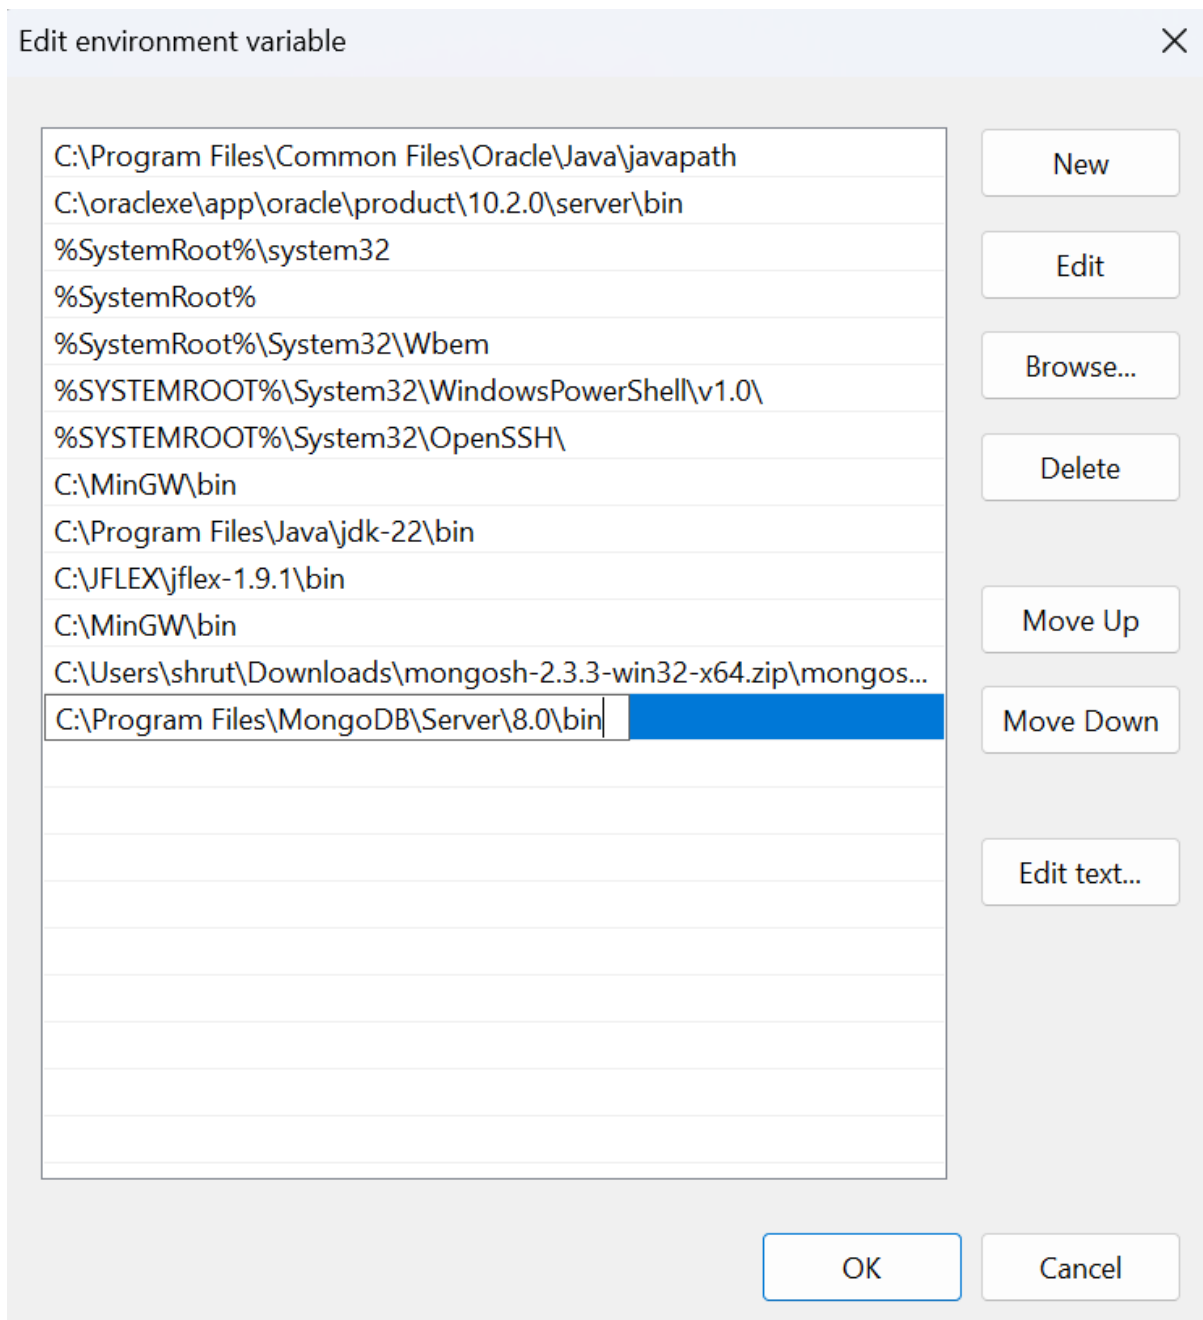 Edit environment variable
C:\Program Files\Common Files\Oracle\Java\javapath
C:\oraclexe\app\oracle\product\10.2.0\server\bin
%SystemRoot%\system32
%SystemRoot%
%SystemRoot%\System32\Wbem
%SYSTEMROOT%\System32\WindowsPowerShell\v1.0\
%SYSTEMROOT%\System32\OpenSSH\
C:\MinGW\bin
C:\Program Files\Java\jdk-22\bin
C:\JFLEX\jflex-1.9.1\bin
C:\MinGW\bin
C:\Users\shrut\Downloads\mongosh-2.3.3-win32-x64.zip\mongos...
C:\Program Files\MongoDB\Server\8.0\bin
New
Edit
Browse...
Delete
Move Up
Move Down
Edit text...
OK
Cancel